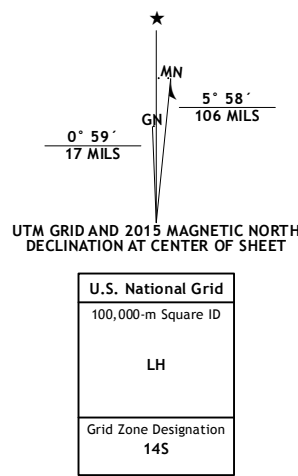 ★
MN
GN
5° 58´
106 MILS
0° 59´
17 MILS
UTM GRID AND 2015 MAGNETIC NORTH
DECLINATION AT CENTER OF SHEET
U.S. National Grid
100,000-m Square ID
LH
Grid Zone Designation
14S